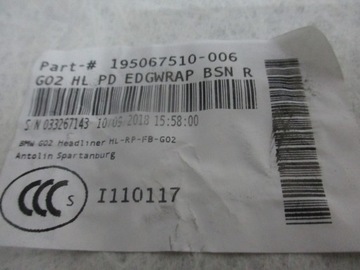 Part-# 195067510-006
G02 HL PD EDGWRAP BSN R
S N 033267143 10/09 2018 15:58:00
BMW G02 Headliner HL-RP-FB-G02
Antolin Spartanburg
CCC S I110117